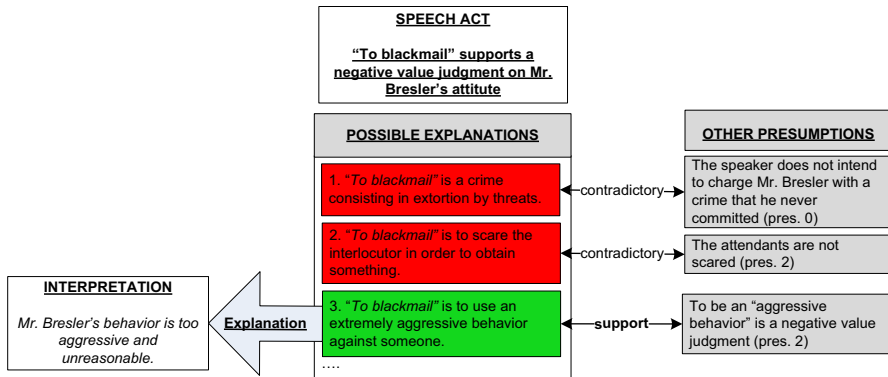 SPEECH ACT
“To blackmail” supports a
negative value judgment on Mr.
Bresler’s attitute
POSSIBLE EXPLANATIONS
1. “To blackmail” is a crime
consisting in extortion by threats.
2. “To blackmail” is to scare the
interlocutor in order to obtain
something.
3. “To blackmail” is to use an
extremely aggressive behavior
against someone.
....
contradictory
contradictory
support
OTHER PRESUMPTIONS
The speaker does not intend
to charge Mr. Bresler with a
crime that he never
committed (pres. 0)
The attendants are not
scared (pres. 2)
To be an “aggressive
behavior” is a negative value
judgment (pres. 2)
Explanation
INTERPRETATION
Mr. Bresler’s behavior is too
aggressive and
unreasonable.